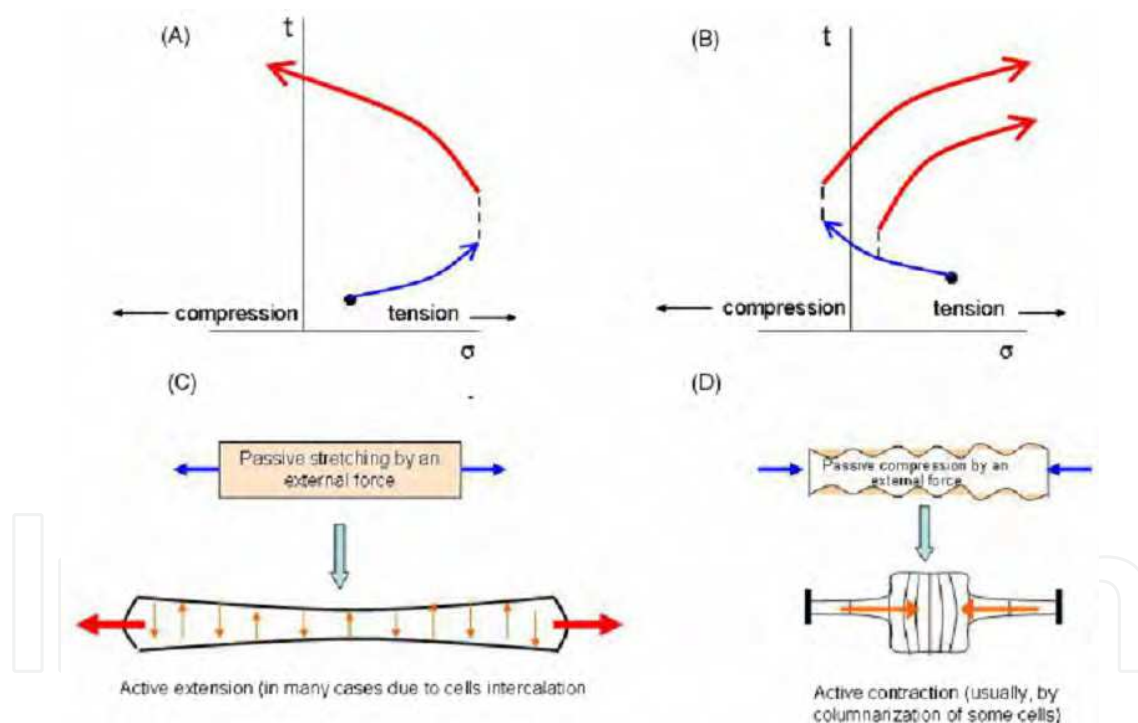 (A)
t
compression
tension
σ
(B)
t
compression
tension
σ
(C)
Passive stretching by an
external force
Active extension (in many cases due to cells intercalation
(D)
Passive compression by an
external force
Active contraction (usually, by
columnarization of some cells)